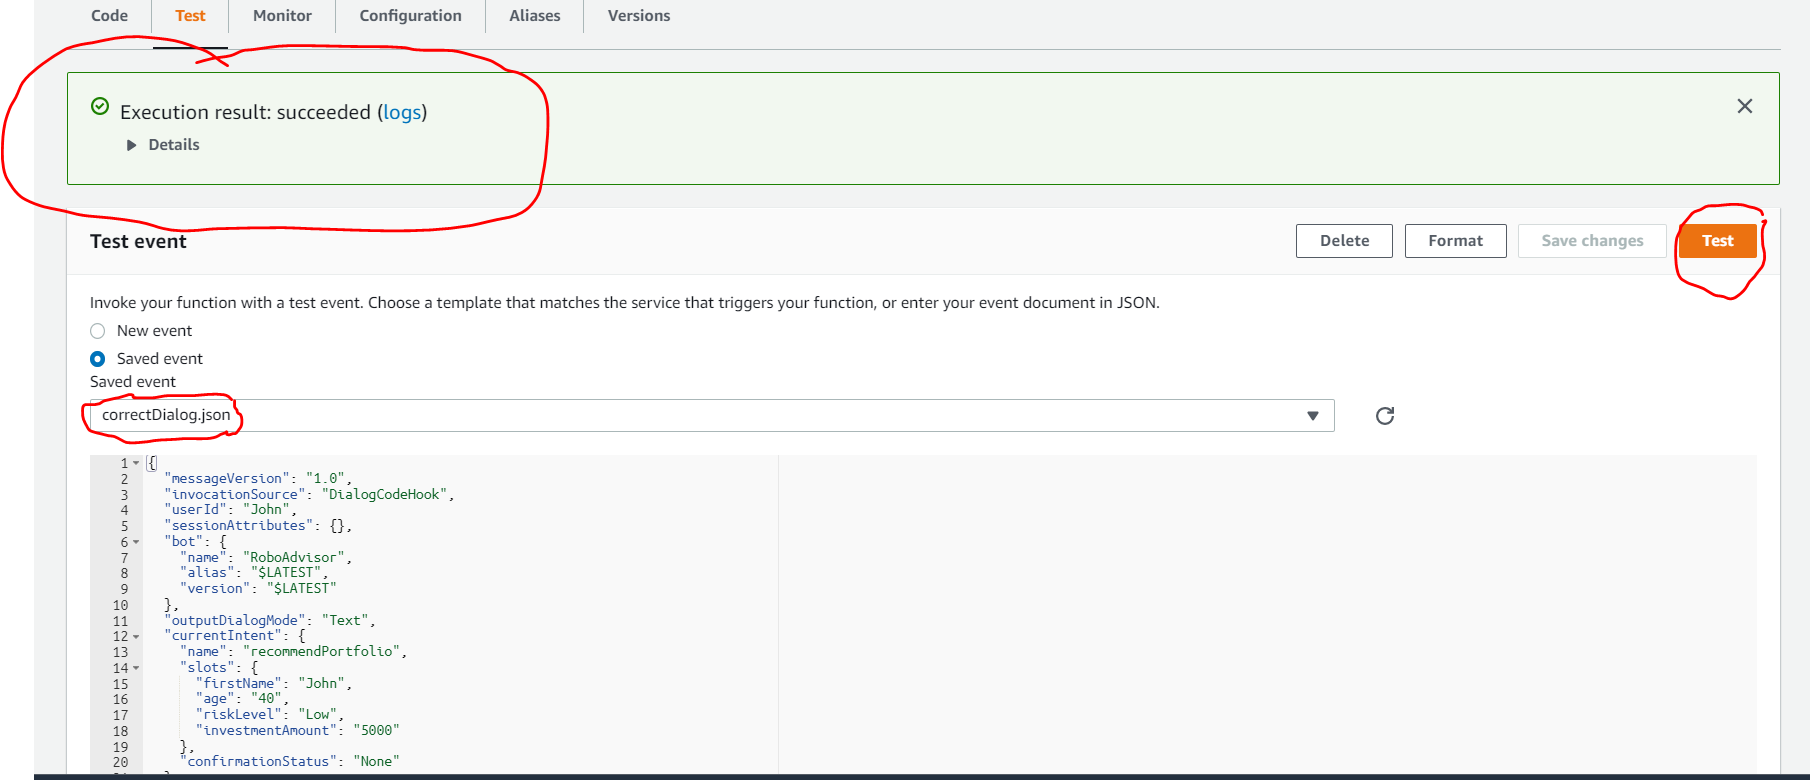 Code Test Monitor Configuration Aliases Versions
Execution result: succeeded (logs)
Details
Test event Delete Format Save changes Test
Invoke your function with a test event. Choose a template that matches the service that triggers your function, or enter your event document in JSON.
New event
Saved event
Saved event
correctDialog.json
1 {
2 "messageVersion": "1.0",
3 "invocationSource": "DialogCodeHook",
4 "userId": "John",
5 "sessionAttributes": {},
6 "bot": {
7 "name": "RoboAdvisor",
8 "alias": "$LATEST",
9 "version": "$LATEST"
10 },
11 "outputDialogMode": "Text",
12 "currentIntent": {
13 "name": "recommendPortfolio",
14 "slots": {
15 "firstName": "John",
16 "age": "40",
17 "riskLevel": "Low",
18 "investmentAmount": "5000"
19 },
20 "confirmationStatus": "None"